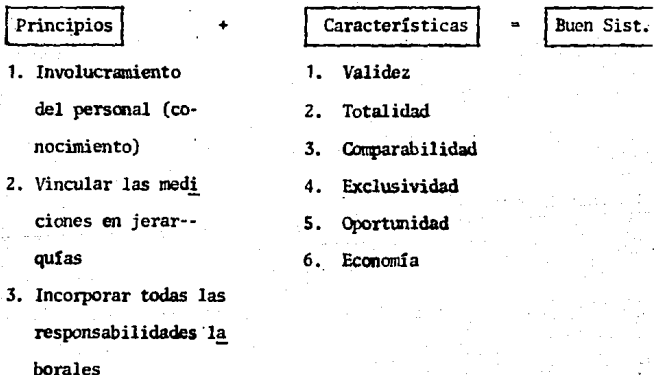 Principios + Características = Buen Sist.
1. Involucramiento
del personal (co-
nocimiento)
2. Vincular las medi
ciones en jerar--
quías
3. Incorporar todas las
responsabilidades la
borales
1. Validez
2. Totalidad
3. Comparabilidad
4. Exclusividad
5. Oportunidad
6. Economía